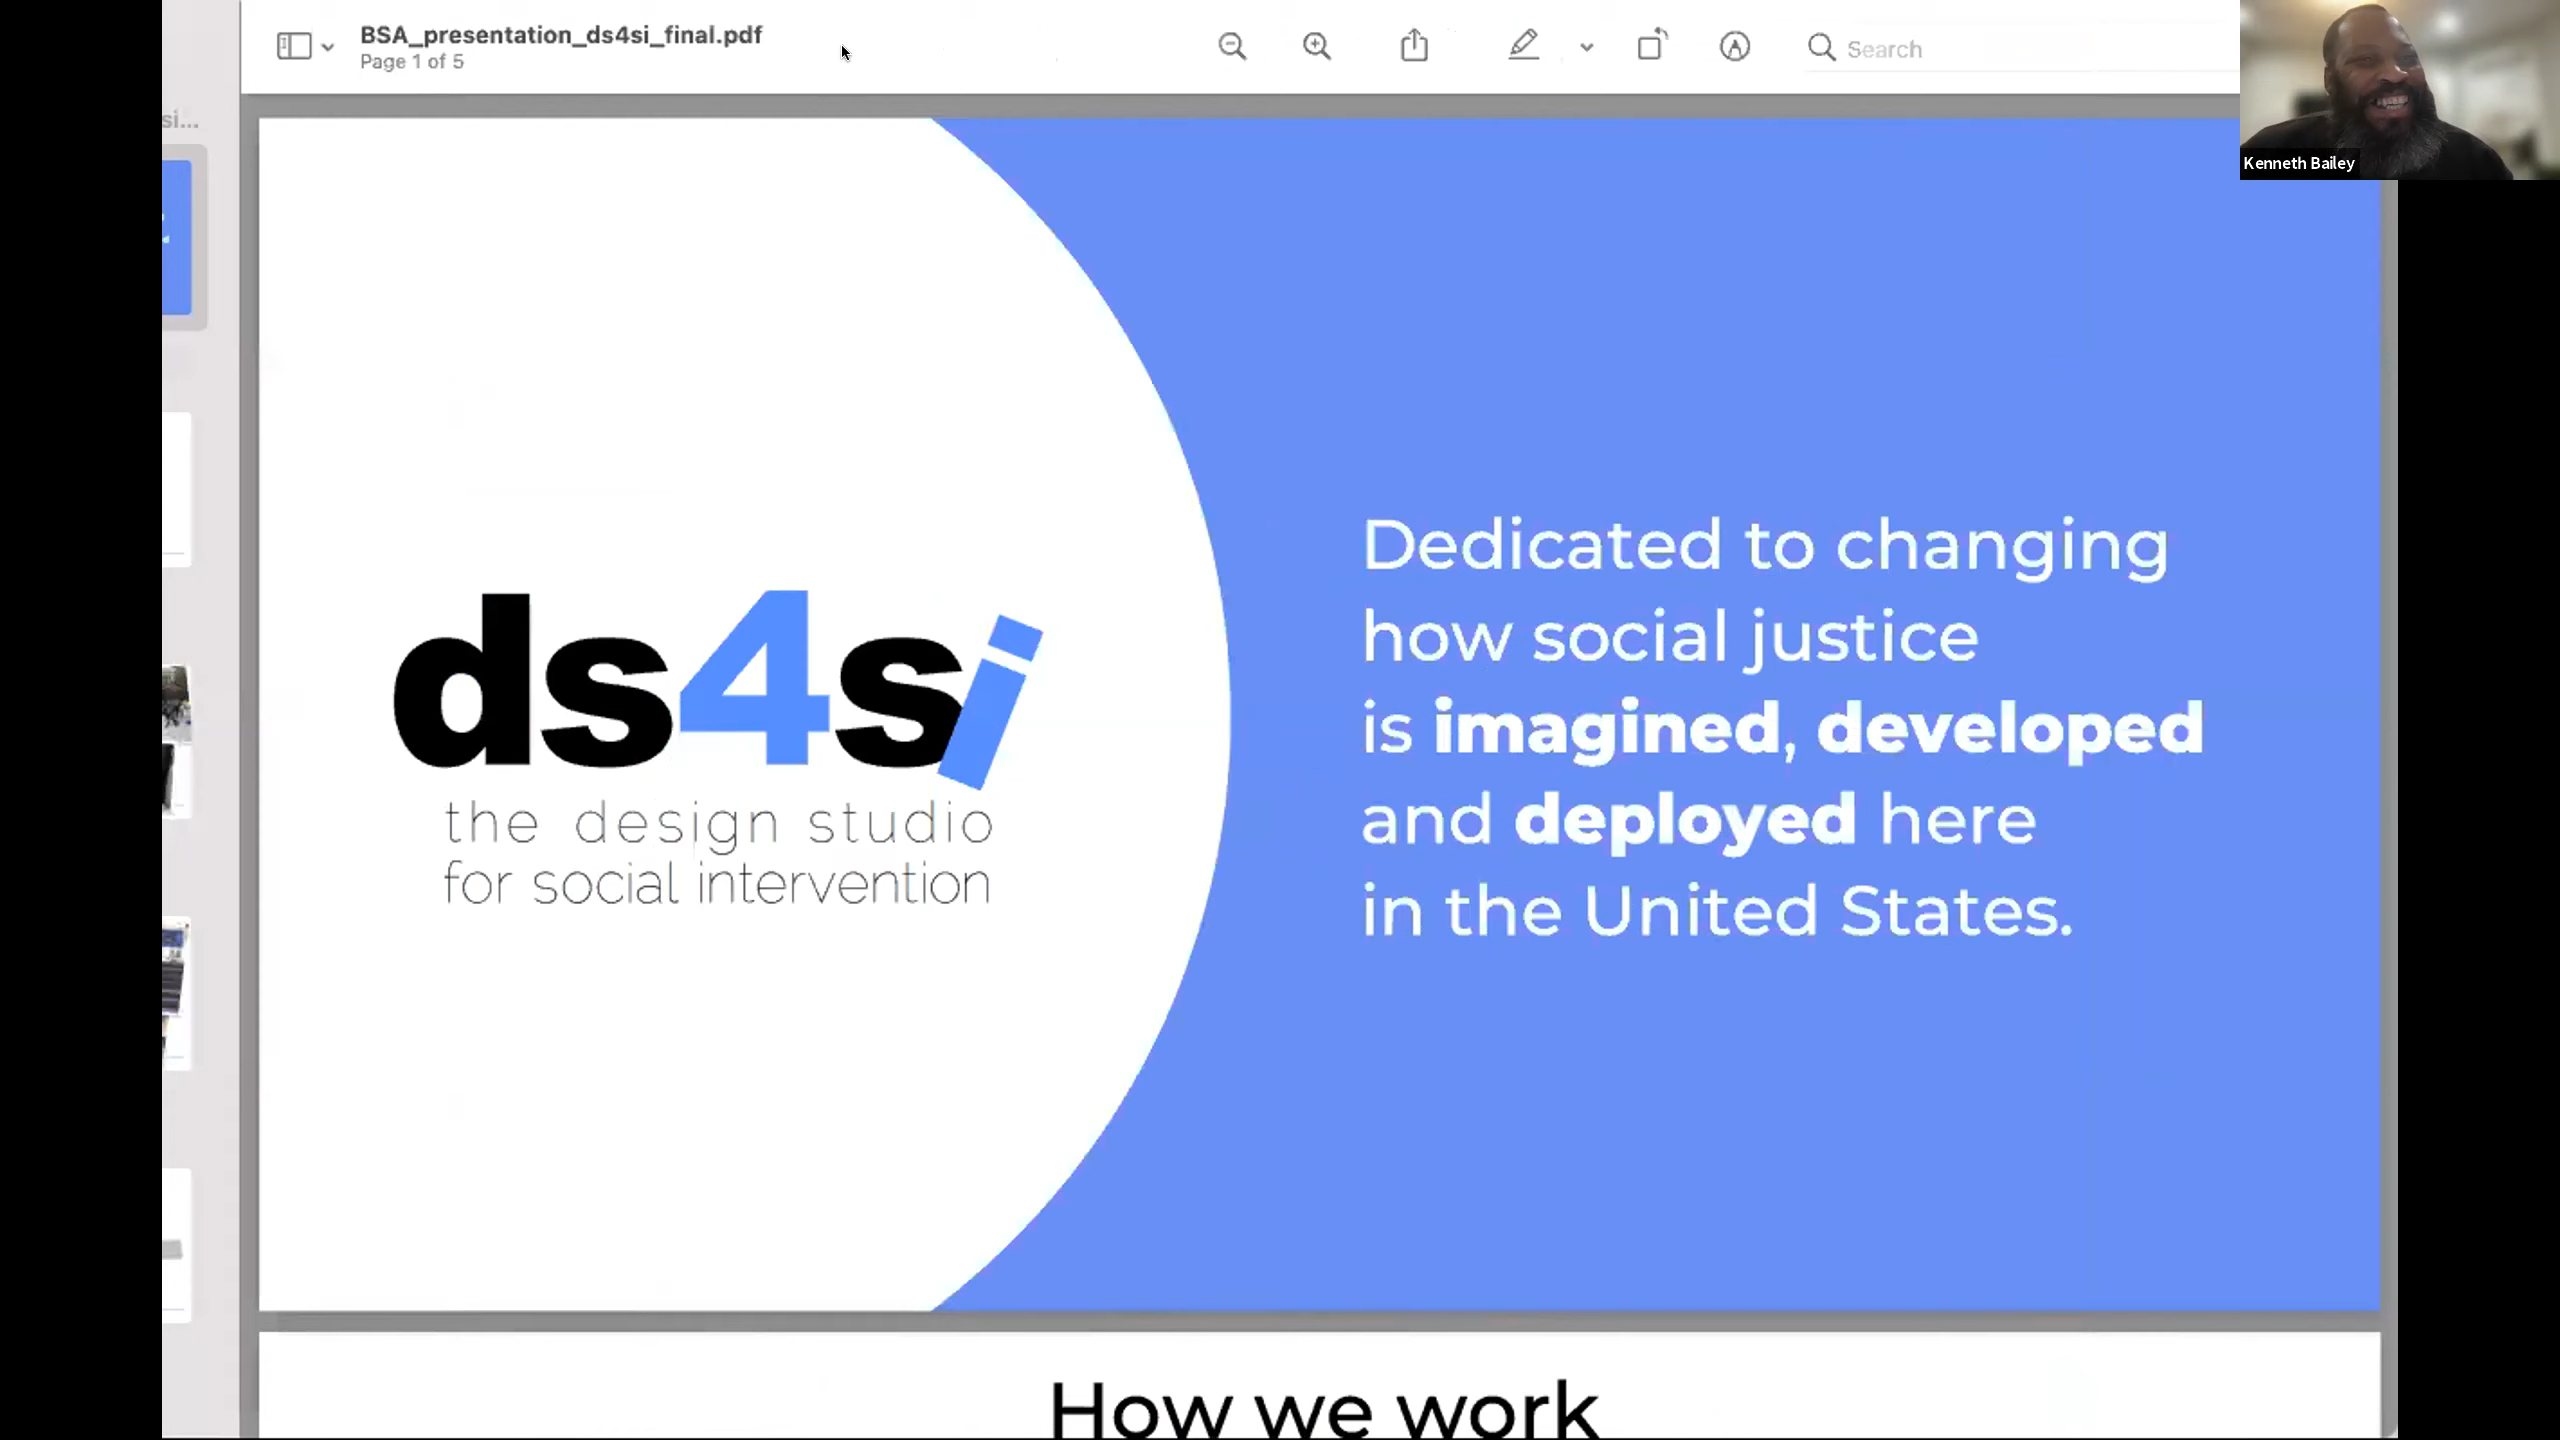 BSA_presentation_ds4si_final.pdf
Page 1 of 5
Search
Kenneth Bailey
si...
ds4si
the design studio
for social intervention
Dedicated to changing
how social justice
is imagined, developed
and deployed here
in the United States.
How we work